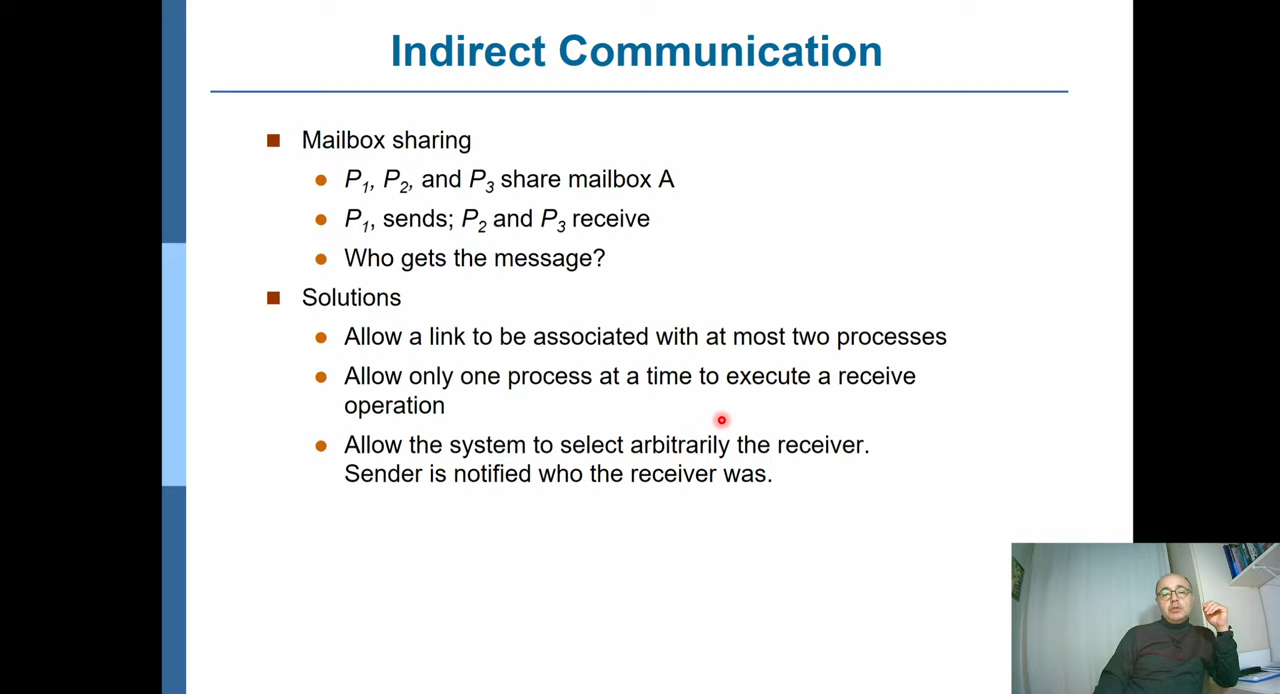 Indirect Communication
Mailbox sharing
P1, P2, and P3 share mailbox A
P1, sends; P2 and P3 receive
Who gets the message?
Solutions
Allow a link to be associated with at most two processes
Allow only one process at a time to execute a receive
operation
Allow the system to select arbitrarily the receiver.
Sender is notified who the receiver was.